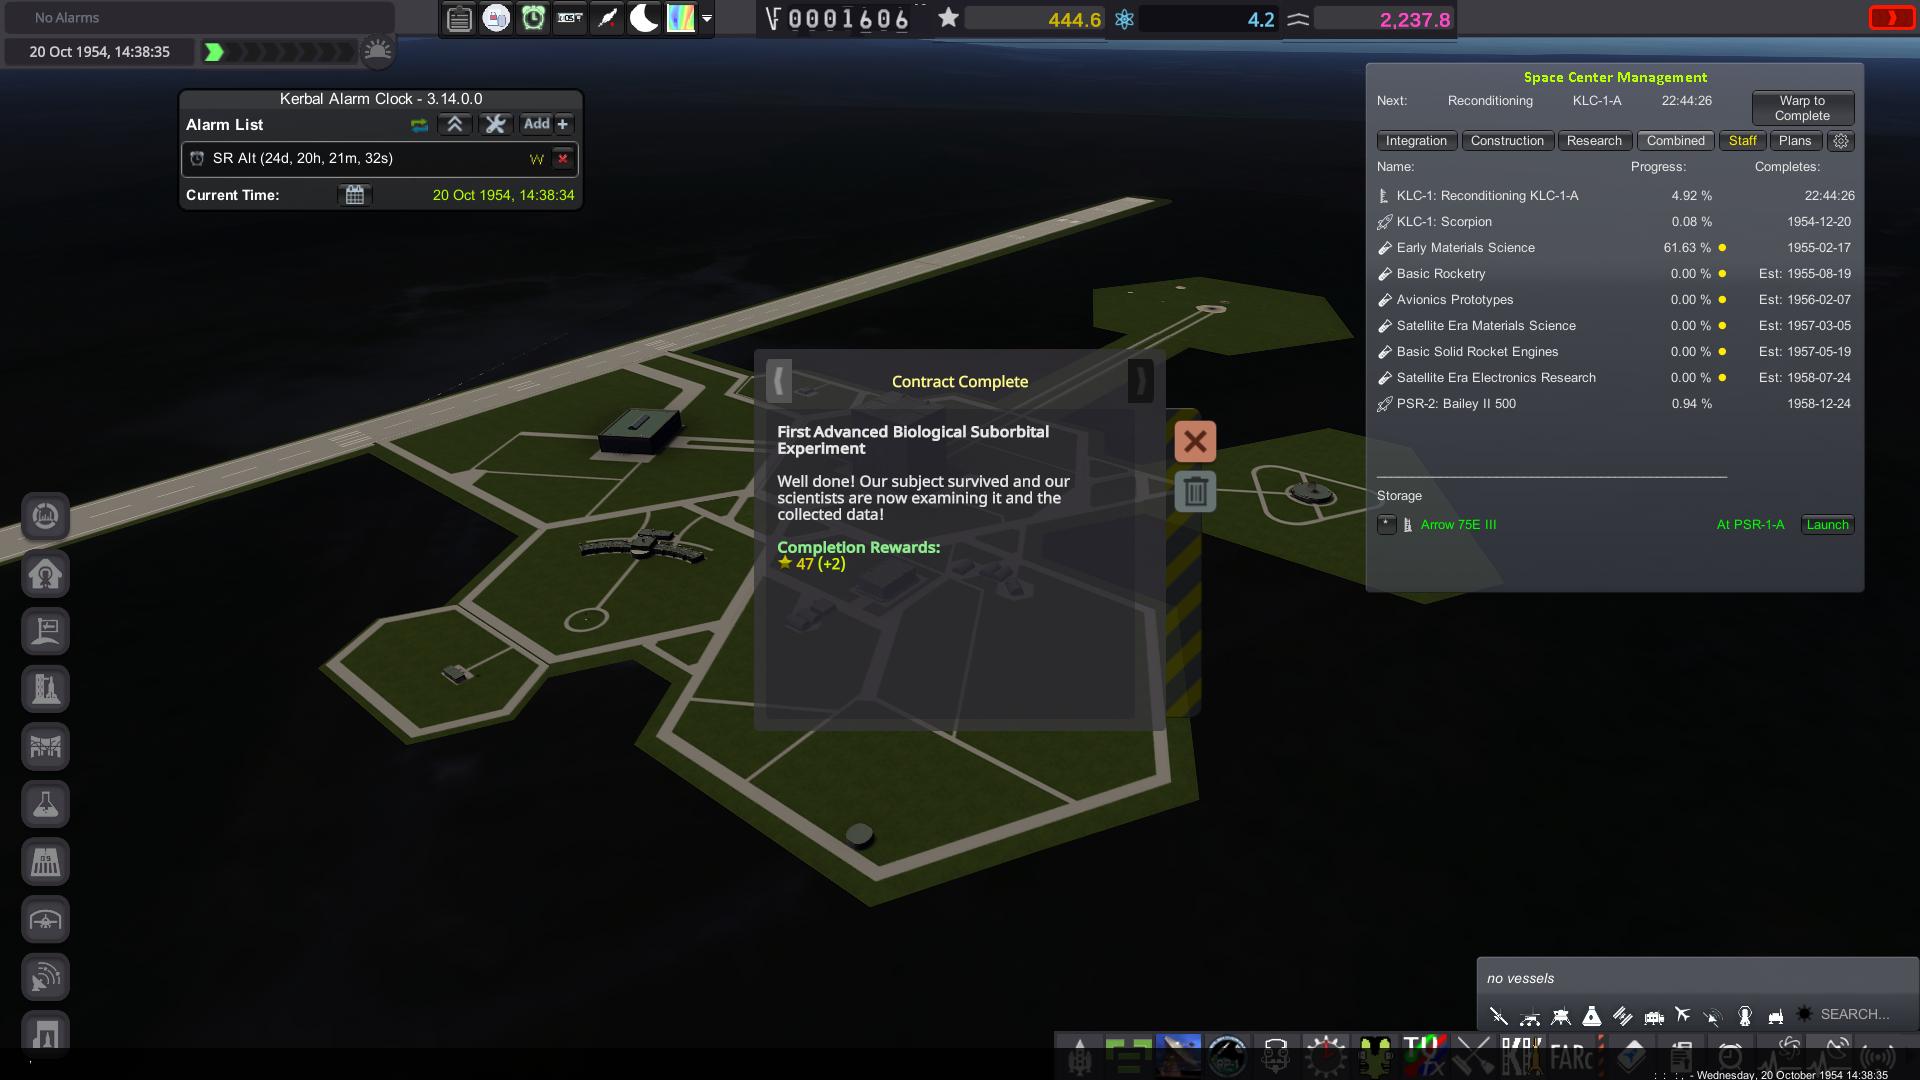 No Alarms
20 Oct 1954, 14:38:35
0001606
444.6
4.2
2,237.8
Kerbal Alarm Clock - 3.14.0.0
Alarm List
Add +
SR Alt (24d, 20h, 21m, 32s)
Current Time:
20 Oct 1954, 14:38:34
Space Center Management
Next: Reconditioning KLC-1-A 22:44:26
Warp to
Complete
Integration Construction Research Combined Staff Plans
Name: Progress: Completes:
KLC-1: Reconditioning KLC-1-A 4.92 % 22:44:26
KLC-1: Scorpion 0.08 % 1954-12-20
Early Materials Science 61.63 % 1955-02-17
Basic Rocketry 0.00 % Est: 1955-08-19
Avionics Prototypes 0.00 % Est: 1956-02-07
Satellite Era Materials Science 0.00 % Est: 1957-03-05
Basic Solid Rocket Engines 0.00 % Est: 1957-05-19
Satellite Era Electronics Research 0.00 % Est: 1958-07-24
PSR-2: Bailey II 500 0.94 % 1958-12-24
Storage
* Arrow 75E III At PSR-1-A Launch
Contract Complete
First Advanced Biological Suborbital
Experiment
Well done! Our subject survived and our
scientists are now examining it and the
collected data!
Completion Rewards:
47 (+2)
no vessels
SEARCH...
FARc
- Wednesday, 20 October 1954 14:38:35